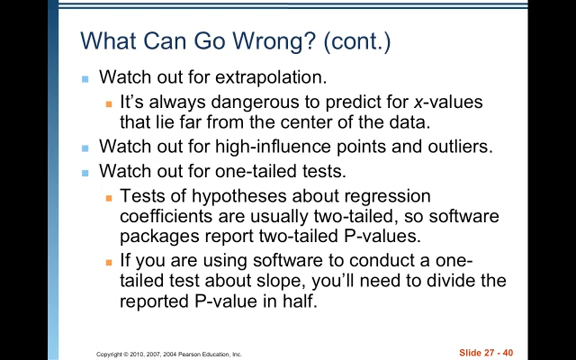 What Can Go Wrong? (cont.)
Watch out for extrapolation.
It's always dangerous to predict for x-values
that lie far from the center of the data.
Watch out for high-influence points and outliers.
Watch out for one-tailed tests.
Tests of hypotheses about regression
coefficients are usually two-tailed, so software
packages report two-tailed P-values.
If you are using software to conduct a one-
tailed test about slope, you'll need to divide the
reported P-value in half.
Copyright © 2010, 2007, 2004 Pearson Education, Inc.
Slide 27 - 40